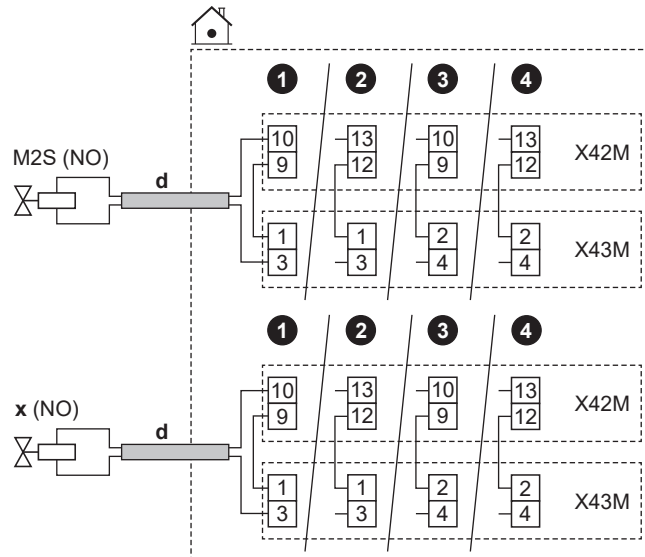 1 2 3 4
10 13 10 13
M2S (NO)
9 12 9 12
X42M
d
1 1 2 2
X43M
3 3 4 4
1 2 3 4
10 13 10 13
x (NO)
9 12 9 12
X42M
d
1 1 2 2
X43M
3 3 4 4